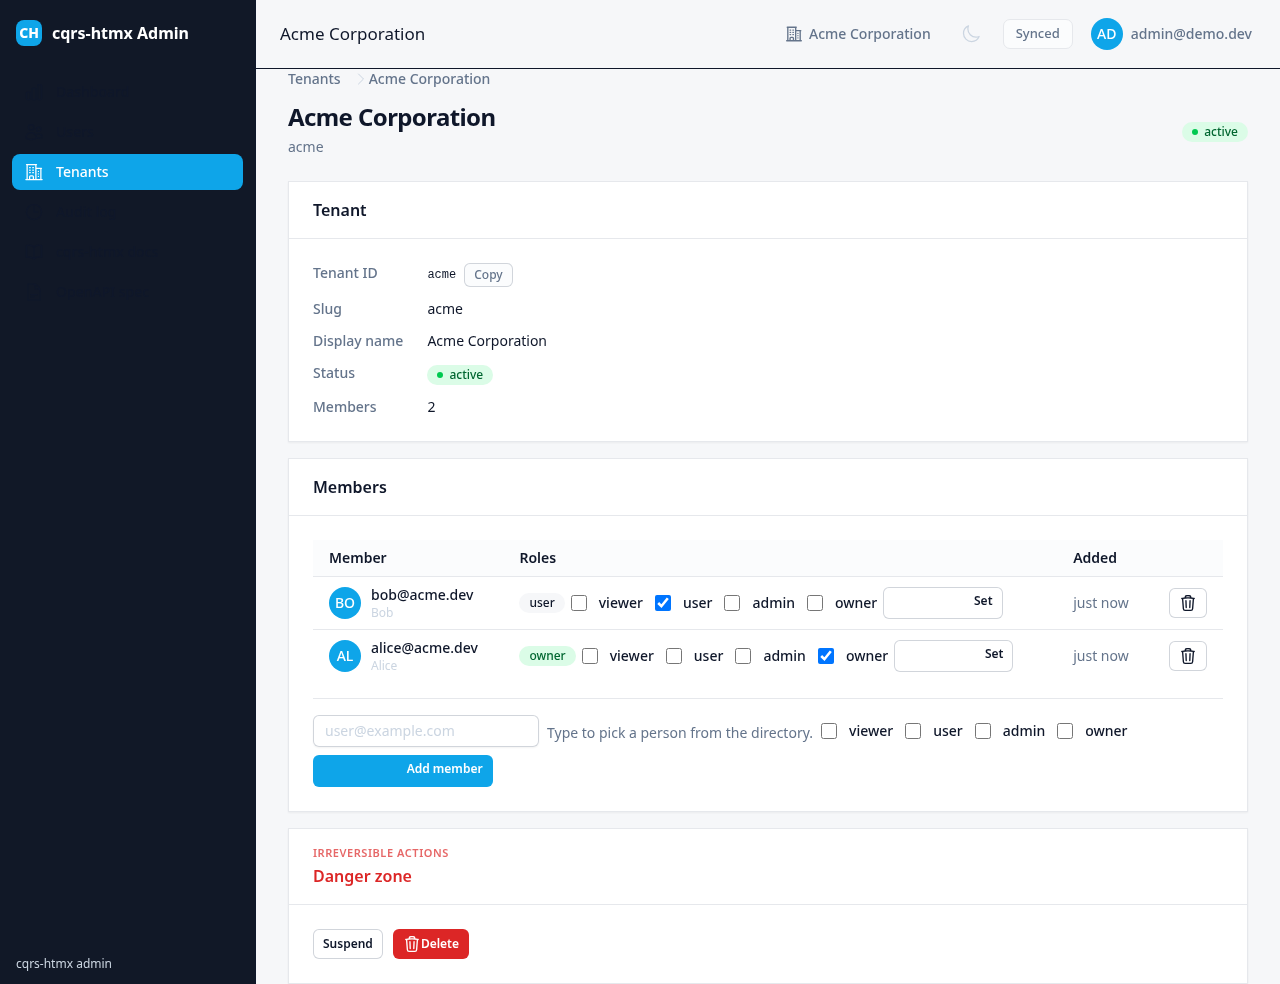 CH cqrs-htmx Admin
Tenants
cqrs-htmx admin
Acme Corporation
Acme Corporation
Synced
AD admin@demo.dev
Tenants Acme Corporation
Acme Corporation
acme
active
Tenant
Tenant ID acme Copy
Slug acme
Display name Acme Corporation
Status active
Members 2
Members
Member Roles Added
BO bob@acme.dev
Bob
user viewer user admin owner Set just now
AL alice@acme.dev
Alice
owner viewer user admin owner Set just now
user@example.com Type to pick a person from the directory. viewer user admin owner
Add member
IRREVERSIBLE ACTIONS
Danger zone
Suspend Delete